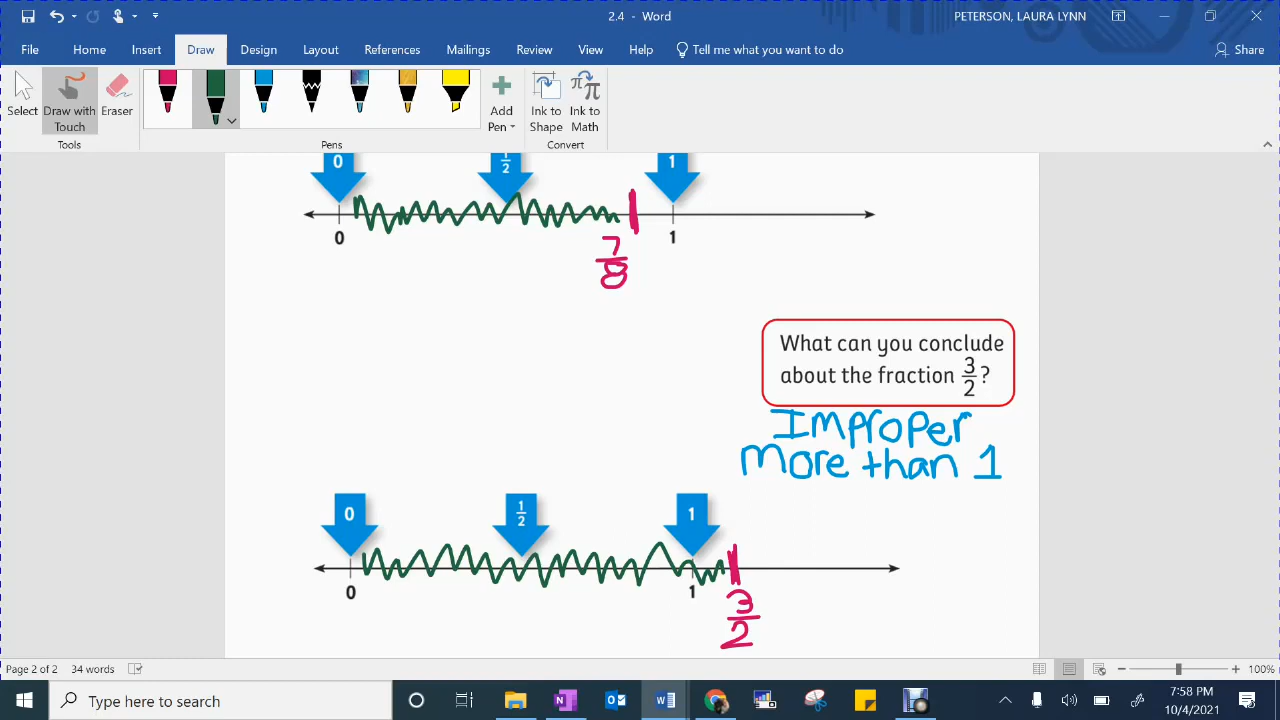 2.4 - Word
PETERSON, LAURA LYNN
File Home Insert Draw Design Layout References Mailings Review View Help Tell me what you want to do Share
Select
Draw with Touch
Eraser
Add Pen
Ink to Shape
Ink to Math
Tools Pens Convert
0 1/2 1
0 1
7/8
What can you conclude
about the fraction 3/2?
Improper
more than 1
0 1/2 1
0 1
3/2
Page 2 of 2 34 words 100%
Type here to search
7:58 PM
10/4/2021